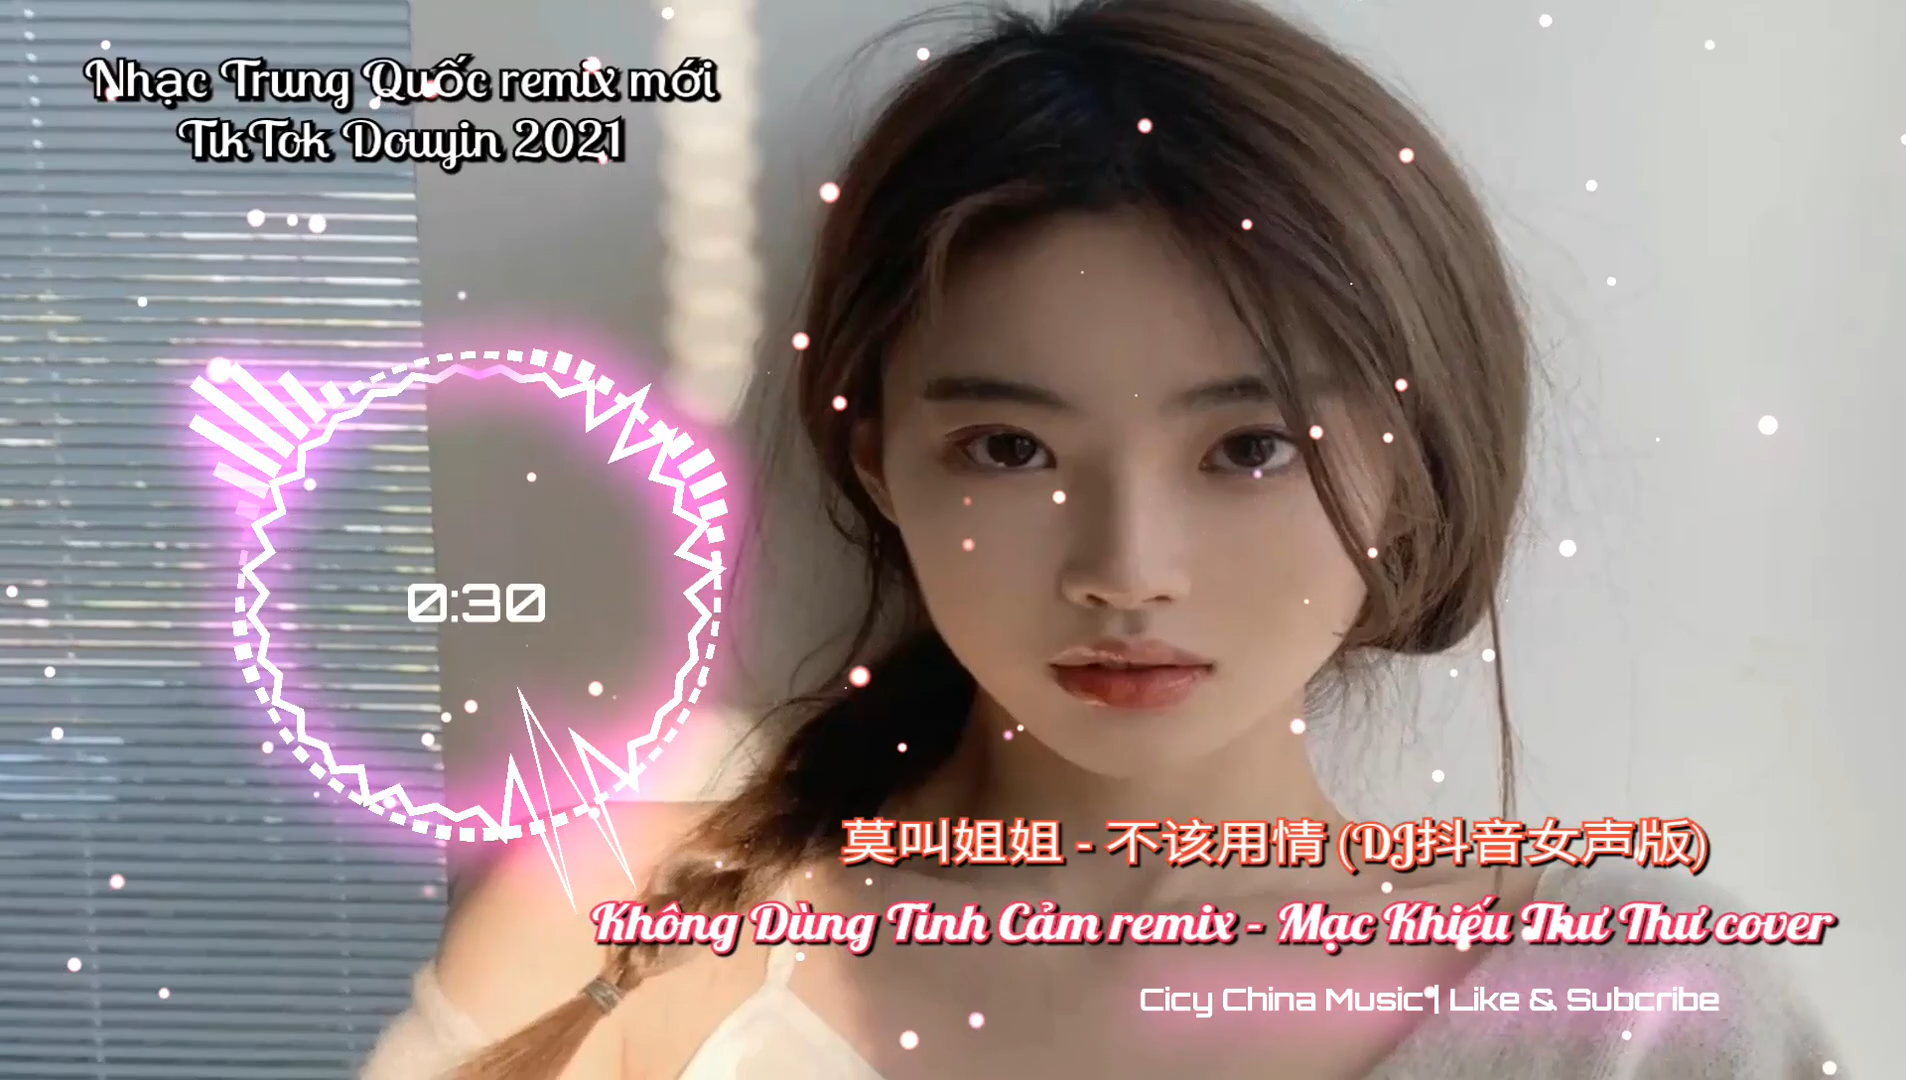 Nhạc Trung Quốc remix mới
TikTok Douyin 2021
0:30
莫叫姐姐 - 不该用情 (DJ抖音女声版)
Không Dùng Tình Cảm remix - Mạc Khiếu Thư Thư cover
Cicy China Music | Like & Subcribe